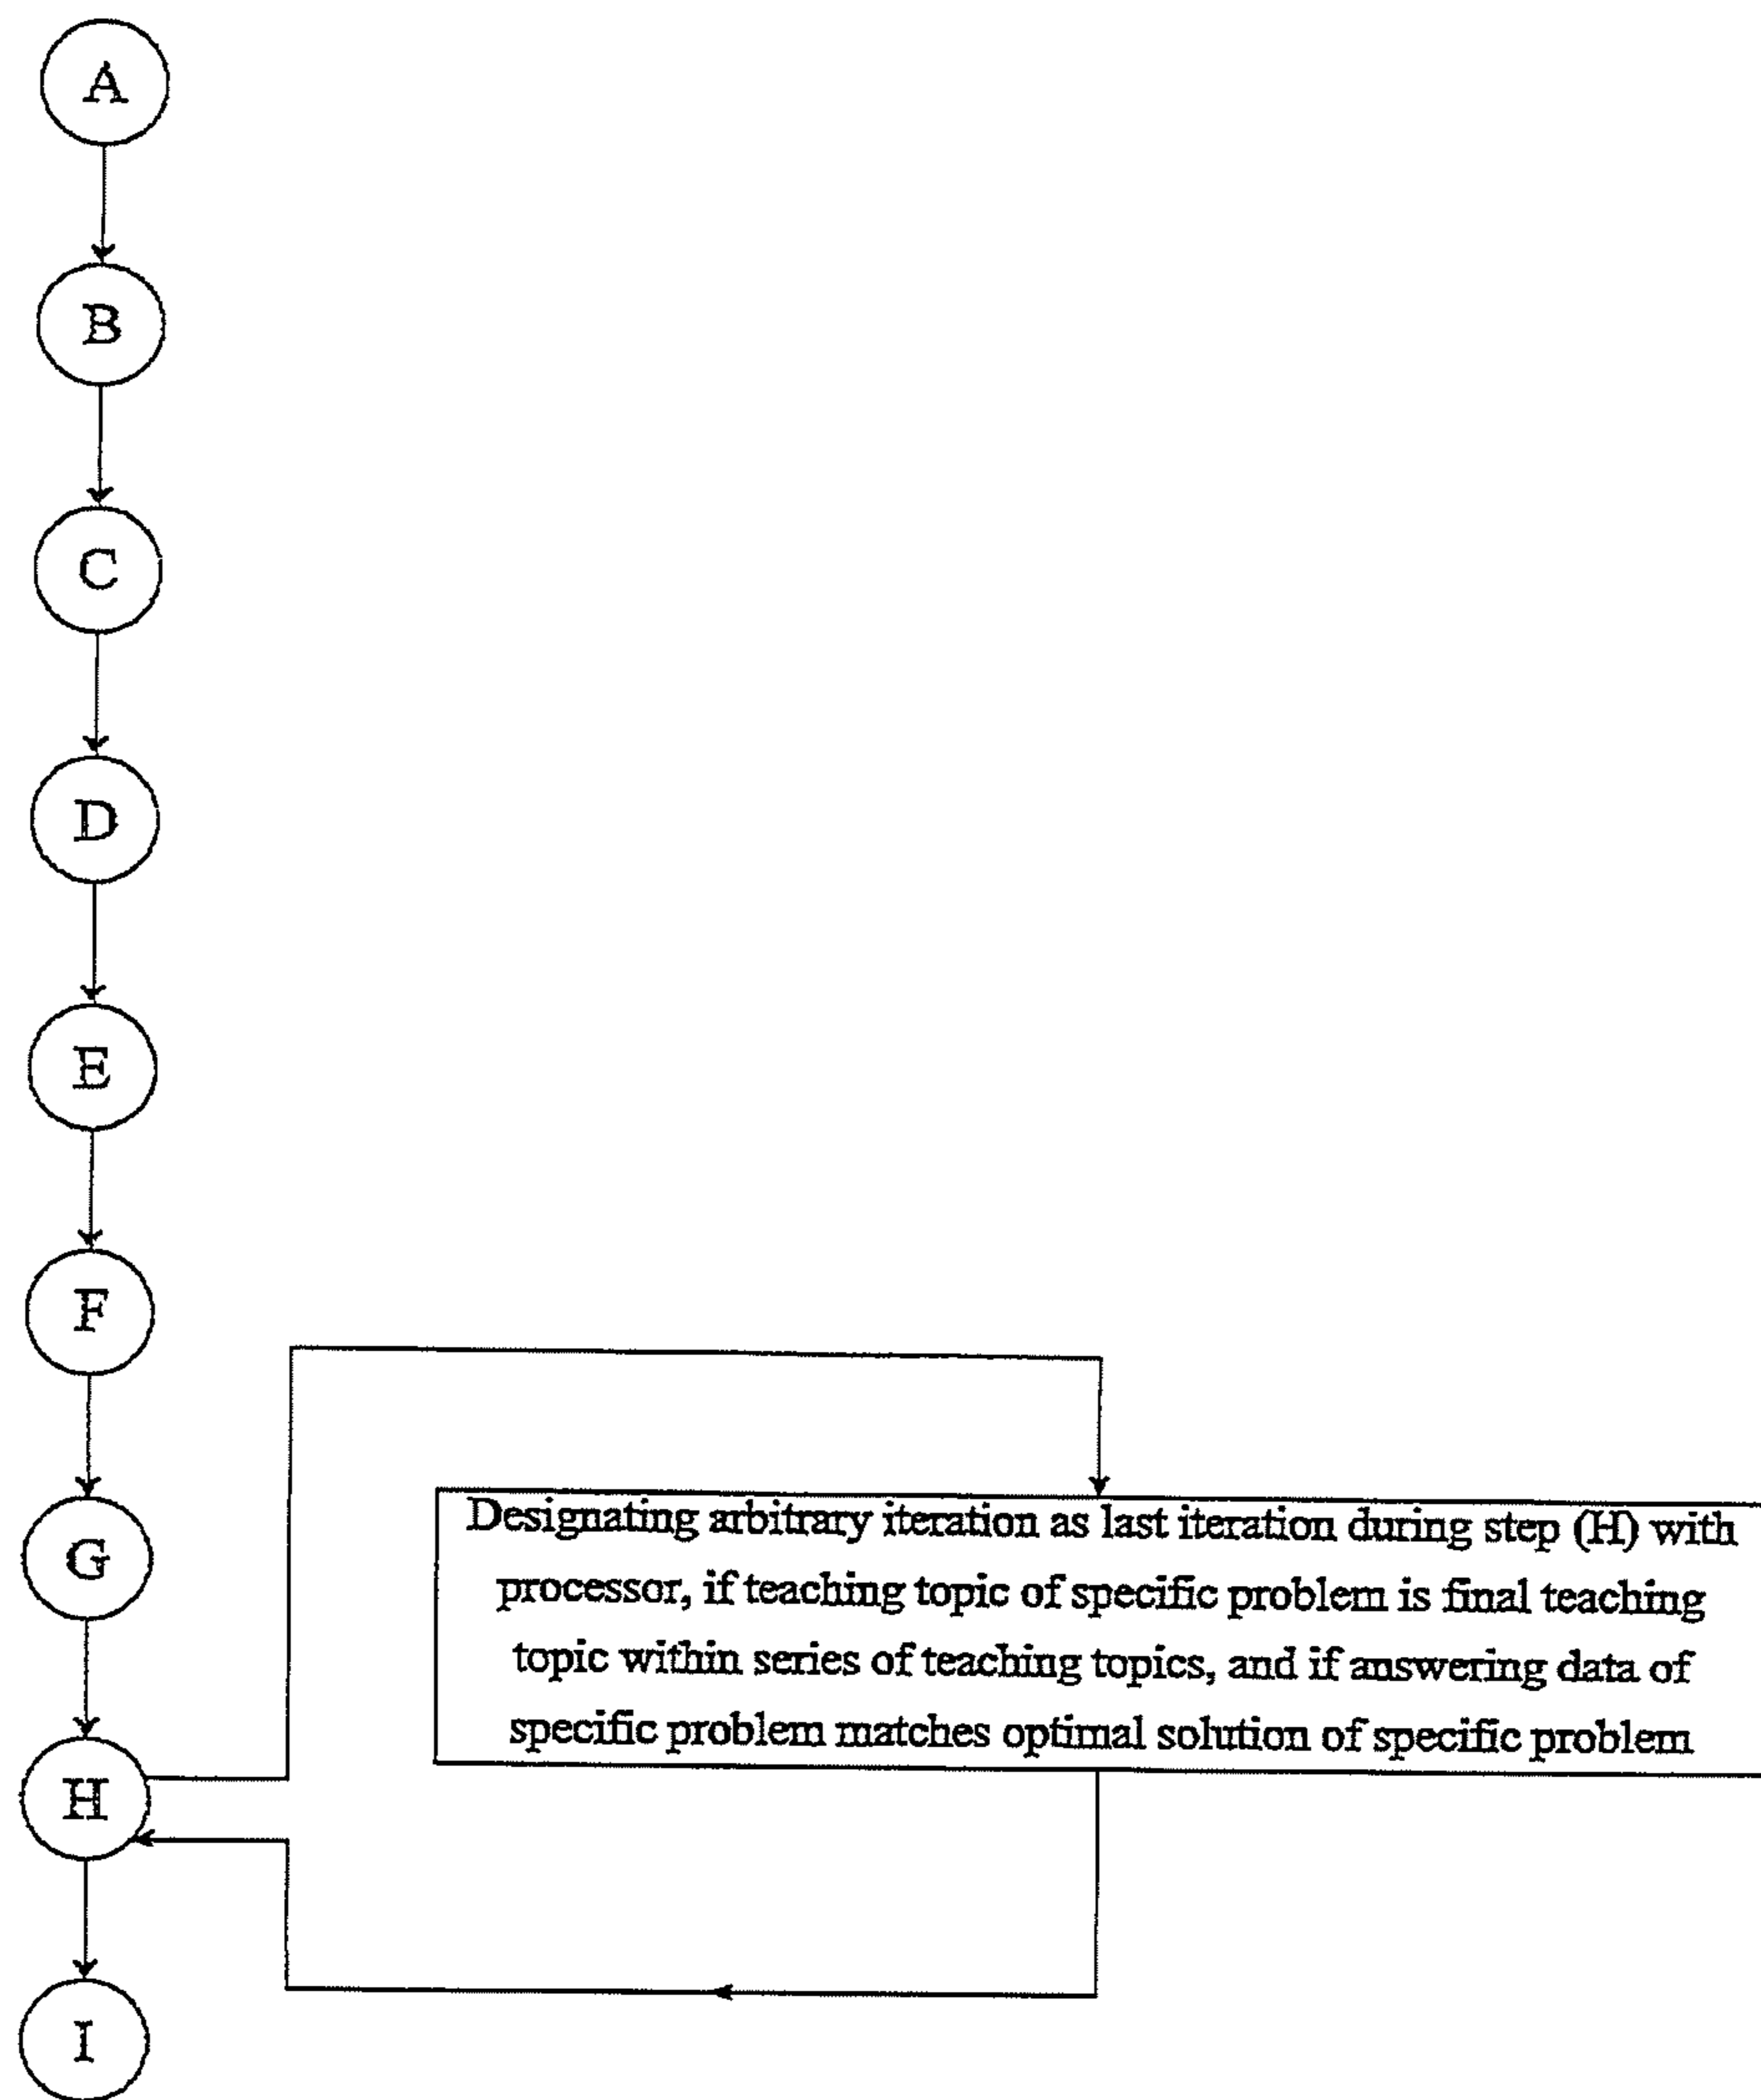 A
B
C
D
E
F
G
Designating arbitrary iteration as last iteration during step (H) with
processor, if teaching topic of specific problem is final teaching
topic within series of teaching topics, and if answering data of
specific problem matches optimal solution of specific problem
H
I